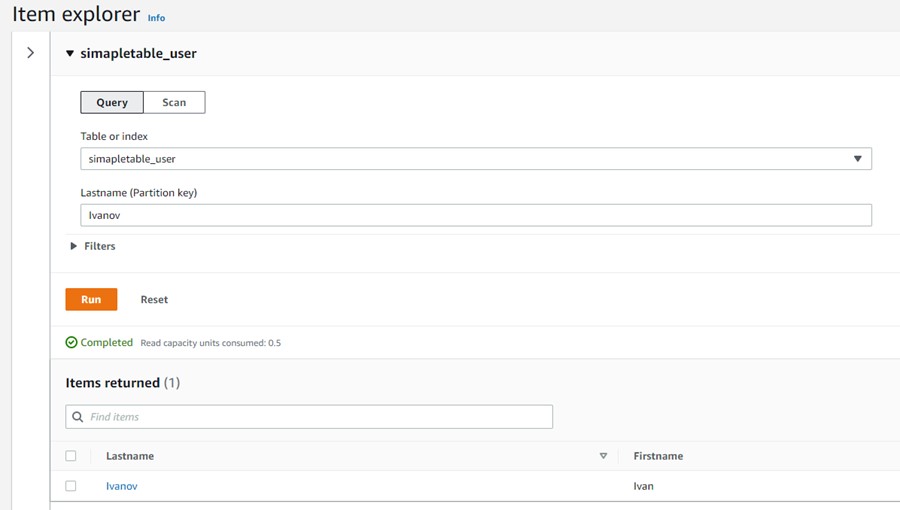 Item explorer Info
simapletable_user
Query Scan
Table or index
simapletable_user
Lastname (Partition key)
Ivanov
Filters
Run Reset
Completed Read capacity units consumed: 0.5
Items returned (1)
Find items
Lastname Firstname
Ivanov Ivan